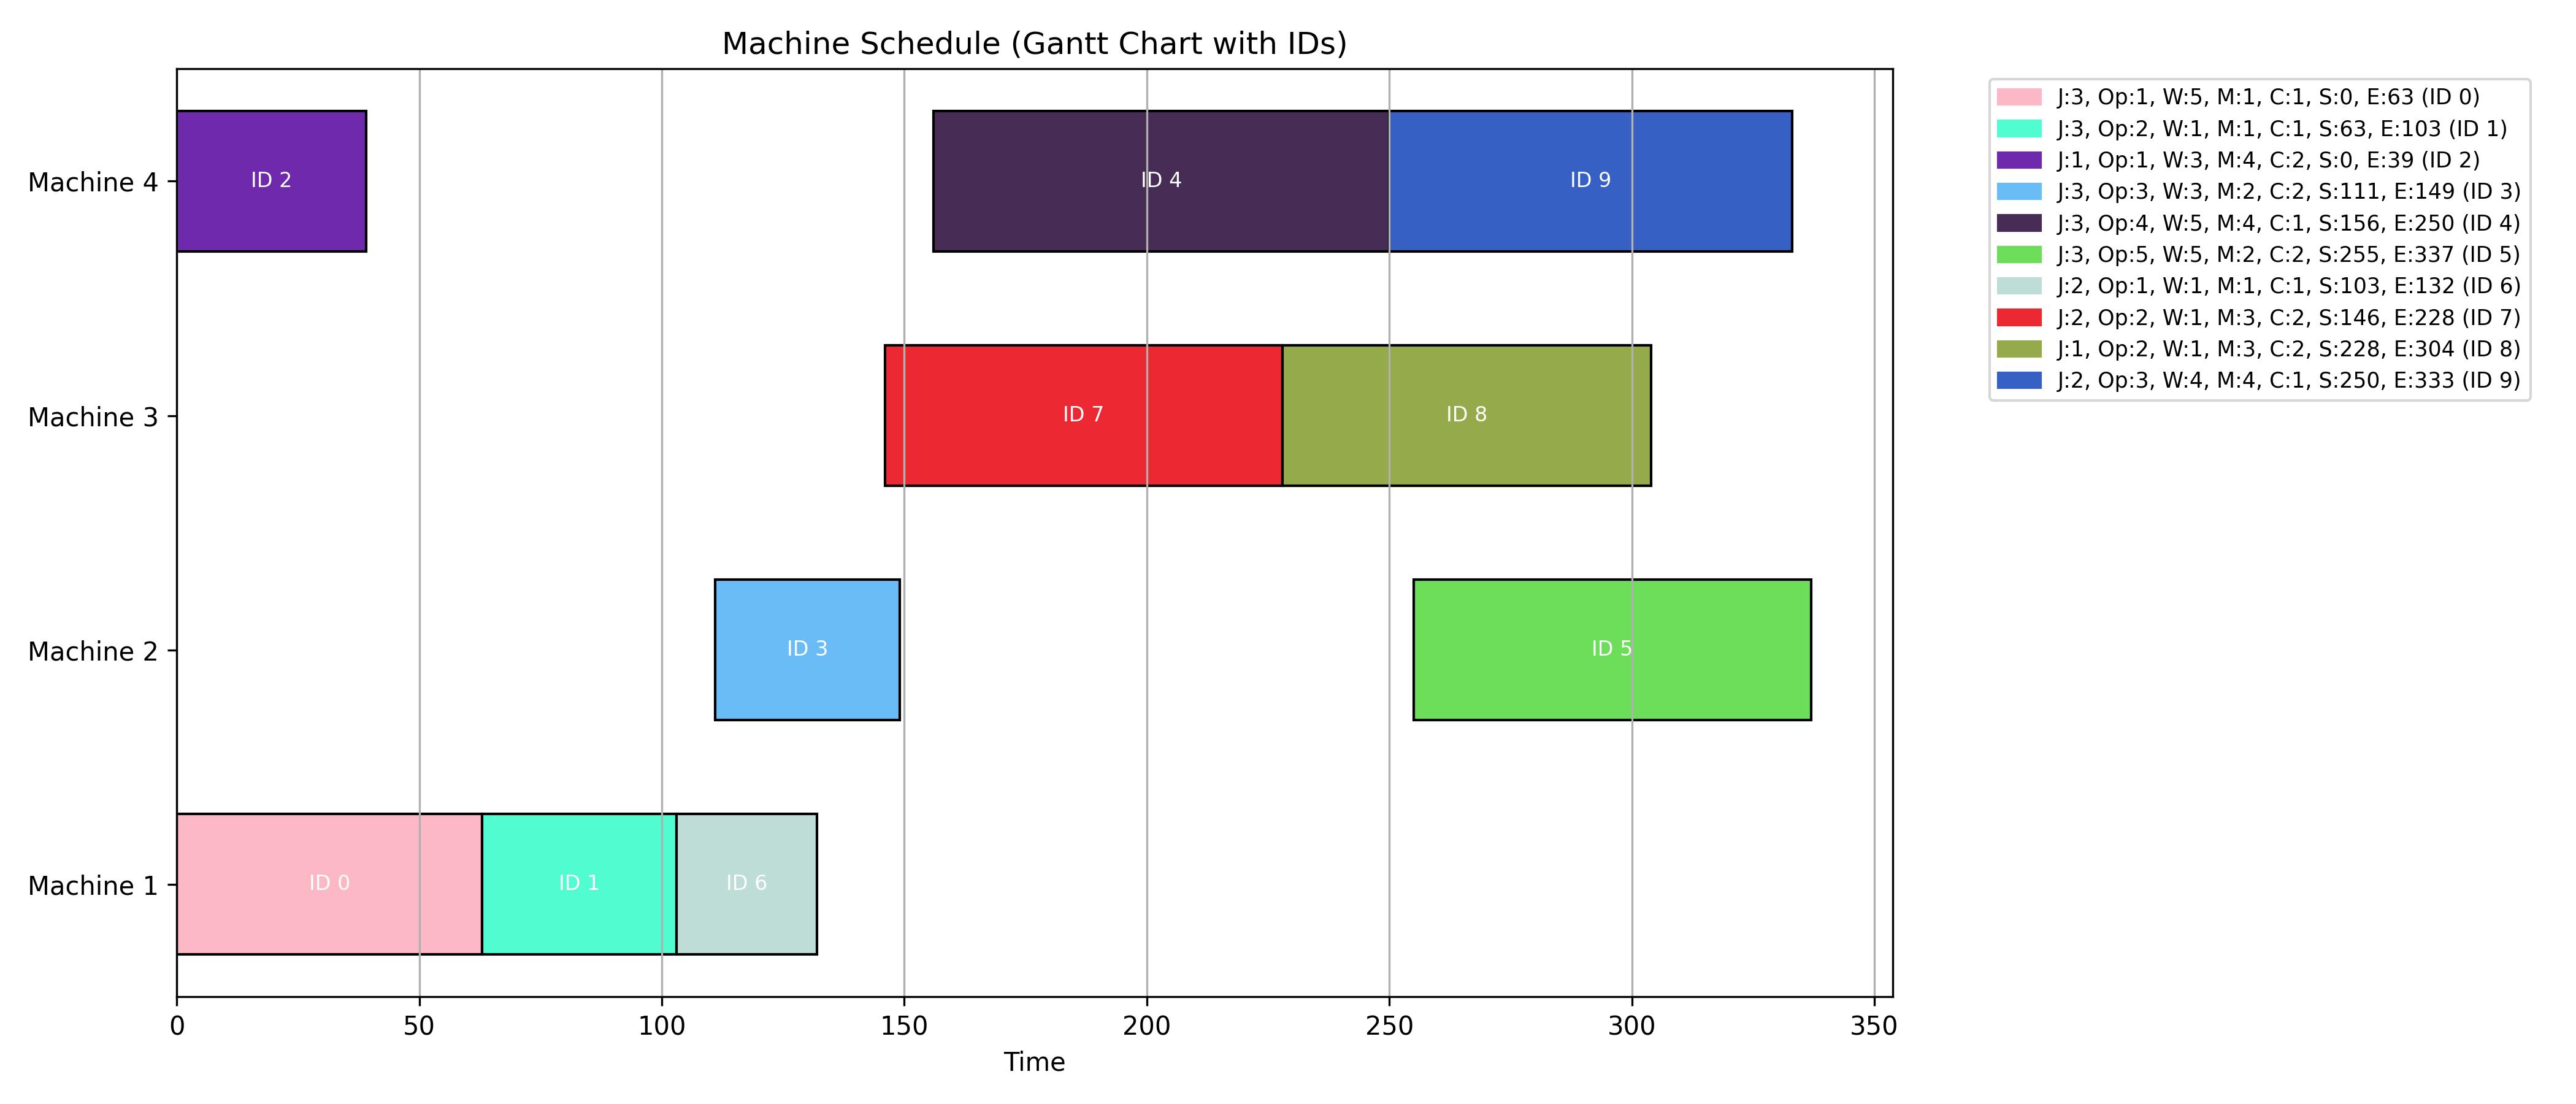 Machine Schedule (Gantt Chart with IDs)
Machine 4
Machine 3
Machine 2
Machine 1
ID 2
ID 4
ID 9
ID 7
ID 8
ID 3
ID 5
ID 0
ID 1
ID 6
0
50
100
150
200
250
300
350
Time
J:3, Op:1, W:5, M:1, C:1, S:0, E:63 (ID 0)
J:3, Op:2, W:1, M:1, C:1, S:63, E:103 (ID 1)
J:1, Op:1, W:3, M:4, C:2, S:0, E:39 (ID 2)
J:3, Op:3, W:3, M:2, C:2, S:111, E:149 (ID 3)
J:3, Op:4, W:5, M:4, C:1, S:156, E:250 (ID 4)
J:3, Op:5, W:5, M:2, C:2, S:255, E:337 (ID 5)
J:2, Op:1, W:1, M:1, C:1, S:103, E:132 (ID 6)
J:2, Op:2, W:1, M:3, C:2, S:146, E:228 (ID 7)
J:1, Op:2, W:1, M:3, C:2, S:228, E:304 (ID 8)
J:2, Op:3, W:4, M:4, C:1, S:250, E:333 (ID 9)